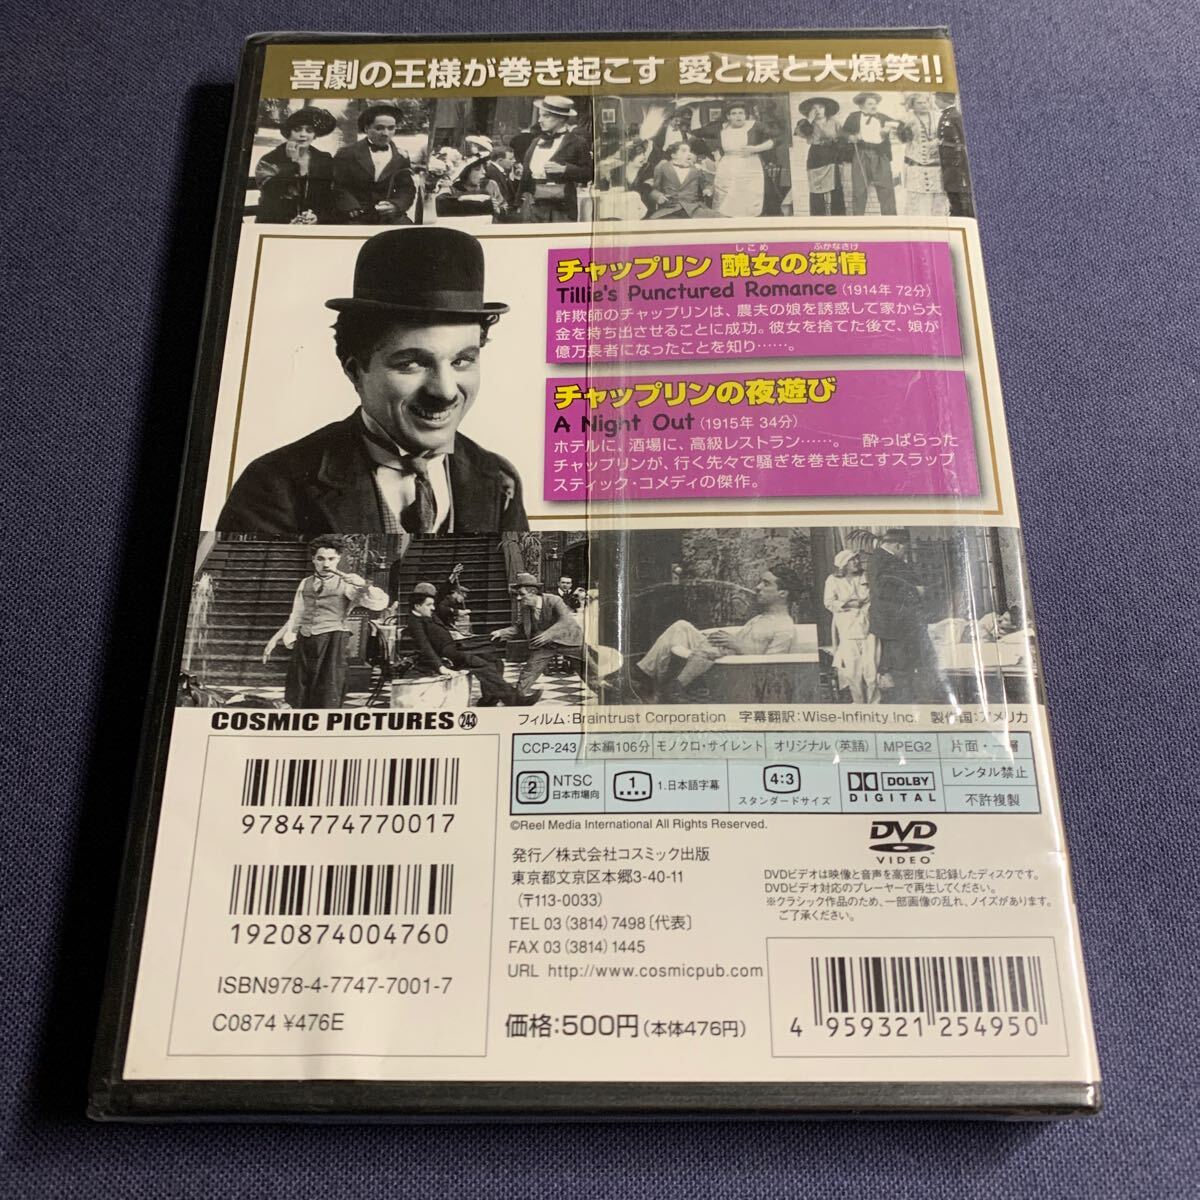 喜劇の王様が巻き起こす 愛と涙と大爆笑!!
しこめ ふかなさけ
チャップリン 醜女の深情
Tillie's Punctured Romance (1914年 72分)
詐欺師のチャップリンは、農夫の娘を誘惑して家から大
金を持ち出させることに成功。彼女を捨てた後で、娘が
億万長者になったことを知り……。
チャップリンの夜遊び
A Night Out (1915年 34分)
ホテルに、酒場に、高級レストラン……。 酔っぱらった
チャップリンが、行く先々で騒ぎを巻き起こすスラップ
スティック・コメディの傑作。
COSMIC PICTURES 243
フィルム:Braintrust Corporation 字幕翻訳:Wise-Infinity Inc. 製作国:アメリカ
CCP-243 本編106分 モノクロ・サイレント オリジナル(英語) MPEG2 片面・一層
2 NTSC 日本市場向
1 1.日本語字幕
4:3 スタンダードサイズ
DOLBY DIGITAL
レンタル禁止
不許複製
©Reel Media International All Rights Reserved.
9784774770017
1920874004760
ISBN978-4-7747-7001-7
C0874 ¥476E
発行/株式会社コスミック出版
東京都文京区本郷3-40-11
(〒113-0033)
TEL 03(3814)7498〔代表〕
FAX 03(3814)1445
URL http://www.cosmicpub.com
価格:500円(本体476円)
DVD VIDEO
DVDビデオは映像と音声を高密度に記録したディスクです。
DVDビデオ対応のプレーヤーで再生してください。
※クラシック作品のため、一部画像の乱れ、ノイズがあります。
ご了承ください。
4 959321 254950